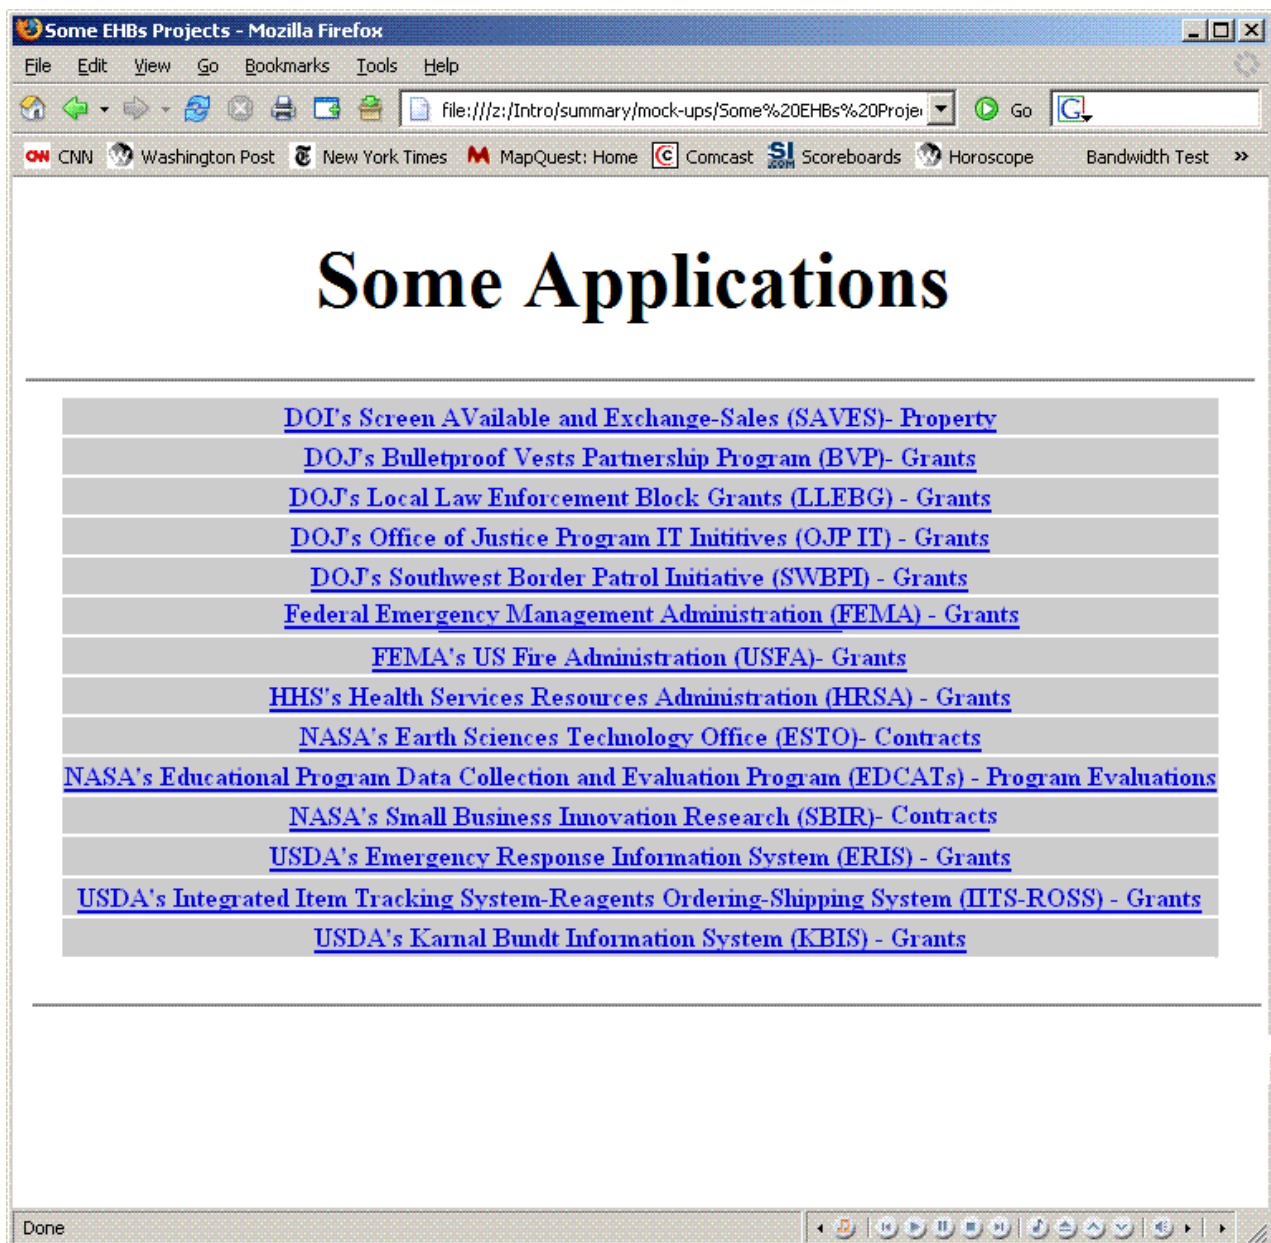 Some EHBs Projects - Mozilla Firefox
File Edit View Go Bookmarks Tools Help
file:///z:/Intro/summary/mock-ups/Some%20EHBs%20Projec Go G
CNN CNN Washington Post New York Times MapQuest: Home C Comcast SI.com Scoreboards Horoscope Bandwidth Test »
Some Applications
DOI's Screen AVailable and Exchange-Sales (SAVES)- Property
DOJ's Bulletproof Vests Partnership Program (BVP)- Grants
DOJ's Local Law Enforcement Block Grants (LLEBG) - Grants
DOJ's Office of Justice Program IT Inititives (OJP IT) - Grants
DOJ's Southwest Border Patrol Initiative (SWBPI) - Grants
Federal Emergency Management Administration (FEMA) - Grants
FEMA's US Fire Administration (USFA)- Grants
HHS's Health Services Resources Administration (HRSA) - Grants
NASA's Earth Sciences Technology Office (ESTO)- Contracts
NASA's Educational Program Data Collection and Evaluation Program (EDCATs) - Program Evaluations
NASA's Small Business Innovation Research (SBIR)- Contracts
USDA's Emergency Response Information System (ERIS) - Grants
USDA's Integrated Item Tracking System-Reagents Ordering-Shipping System (IITS-ROSS) - Grants
USDA's Karnal Bundt Information System (KBIS) - Grants
Done